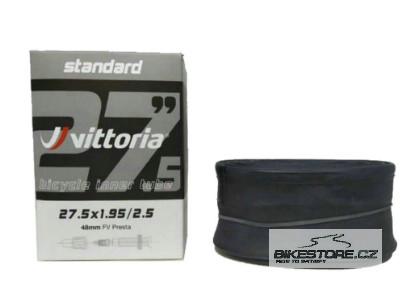 standard
27.5"
vittoria
bicycle inner tube
27.5x1.95/2.5
48mm FV Presta
BIKESTORE.CZ